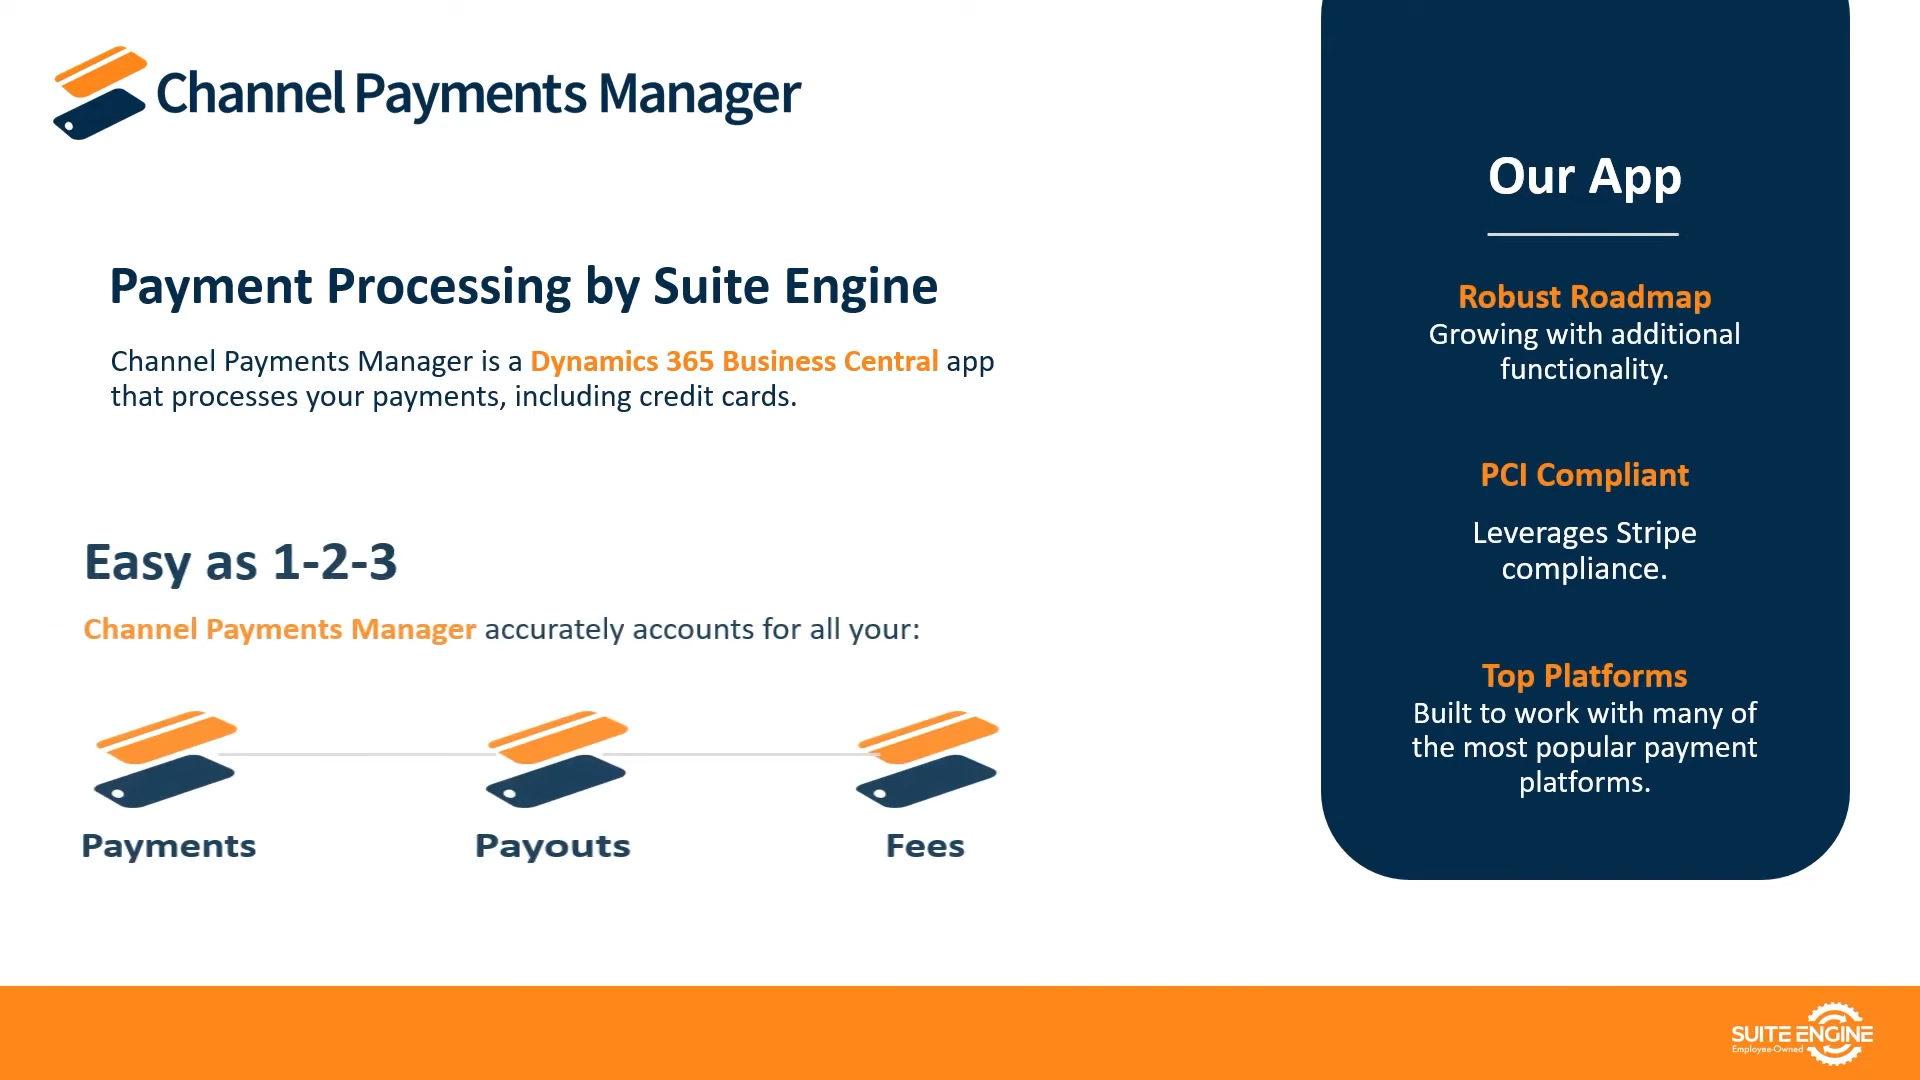 Channel Payments Manager
Payment Processing by Suite Engine
Channel Payments Manager is a Dynamics 365 Business Central app
that processes your payments, including credit cards.
Easy as 1-2-3
Channel Payments Manager accurately accounts for all your:
Payments
Payouts
Fees
Our App
Robust Roadmap
Growing with additional
functionality.
PCI Compliant
Leverages Stripe
compliance.
Top Platforms
Built to work with many of
the most popular payment
platforms.
SUITE ENGINE
Employee-Owned